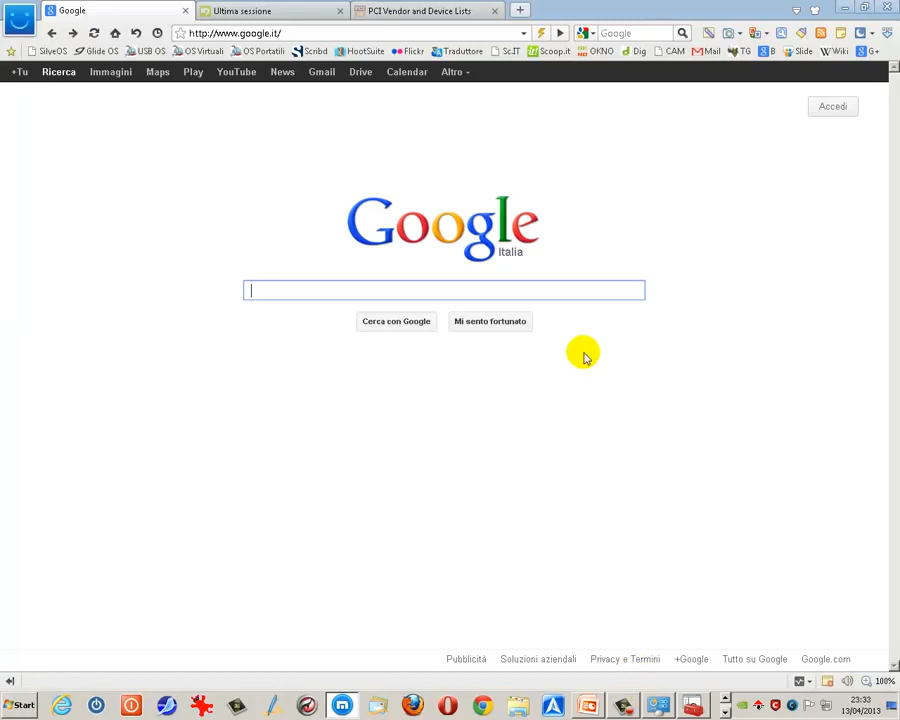 Google
Ultima sessione
PCI Vendor and Device Lists
http://www.google.it/
Google
SilveOS
Glide OS
USB OS
OS Virtuali
OS Portatili
Scribd
HootSuite
Flickr
Traduttore
Sc.IT
Scoop.it
OKNO
Dig
CAM
Mail
TG
B
Slide
Wiki
G+
+Tu
Ricerca
Immagini
Maps
Play
YouTube
News
Gmail
Drive
Calendar
Altro
Accedi
Google
Italia
Cerca con Google
Mi sento fortunato
Pubblicità
Soluzioni aziendali
Privacy e Termini
+Google
Tutto su Google
Google.com
100%
Start
23:33
13/04/2013